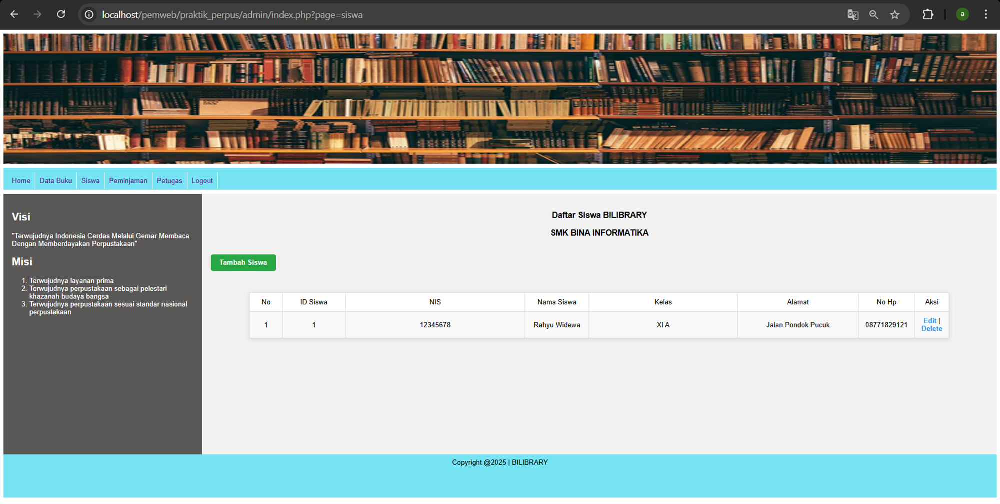 localhost/pemweb/praktik_perpus/admin/index.php?page=siswa
a
Home
Data Buku
Siswa
Peminjaman
Petugas
Logout
Visi
"Terwujudnya Indonesia Cerdas Melalui Gemar Membaca
Dengan Memberdayakan Perpustakaan"
Misi
1. Terwujudnya layanan prima
2. Terwujudnya perpustakaan sebagai pelestari
khazanah budaya bangsa
3. Terwujudnya perpustakaan sesuai standar nasional
perpustakaan
Daftar Siswa BILIBRARY
SMK BINA INFORMATIKA
Tambah Siswa
No ID Siswa NIS Nama Siswa Kelas Alamat No Hp Aksi
1 1 12345678 Rahyu Widewa XI A Jalan Pondok Pucuk 08771829121 Edit |
Delete
Copyright @2025 | BILIBRARY